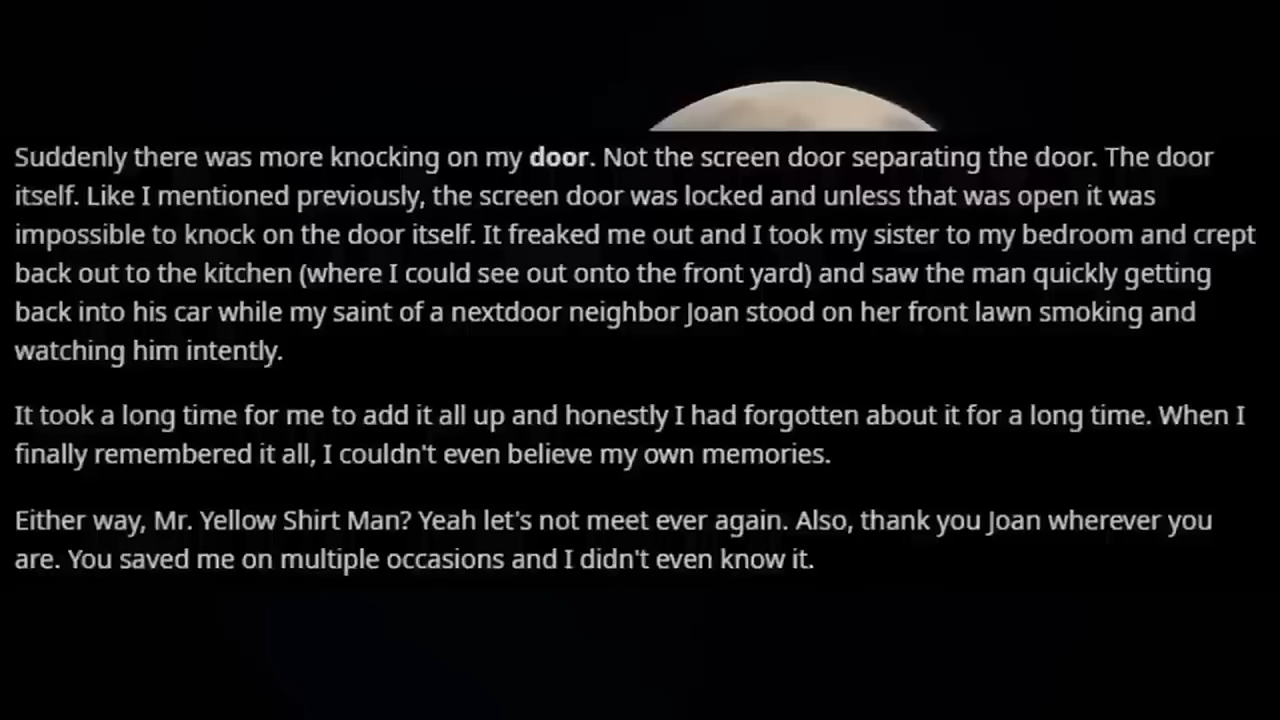 Suddenly there was more knocking on my door. Not the screen door separating the door. The door
itself. Like I mentioned previously, the screen door was locked and unless that was open it was
impossible to knock on the door itself. It freaked me out and I took my sister to my bedroom and crept
back out to the kitchen (where I could see out onto the front yard) and saw the man quickly getting
back into his car while my saint of a nextdoor neighbor Joan stood on her front lawn smoking and
watching him intently.
It took a long time for me to add it all up and honestly I had forgotten about it for a long time. When I
finally remembered it all, I couldn't even believe my own memories.
Either way, Mr. Yellow Shirt Man? Yeah let's not meet ever again. Also, thank you Joan wherever you
are. You saved me on multiple occasions and I didn't even know it.